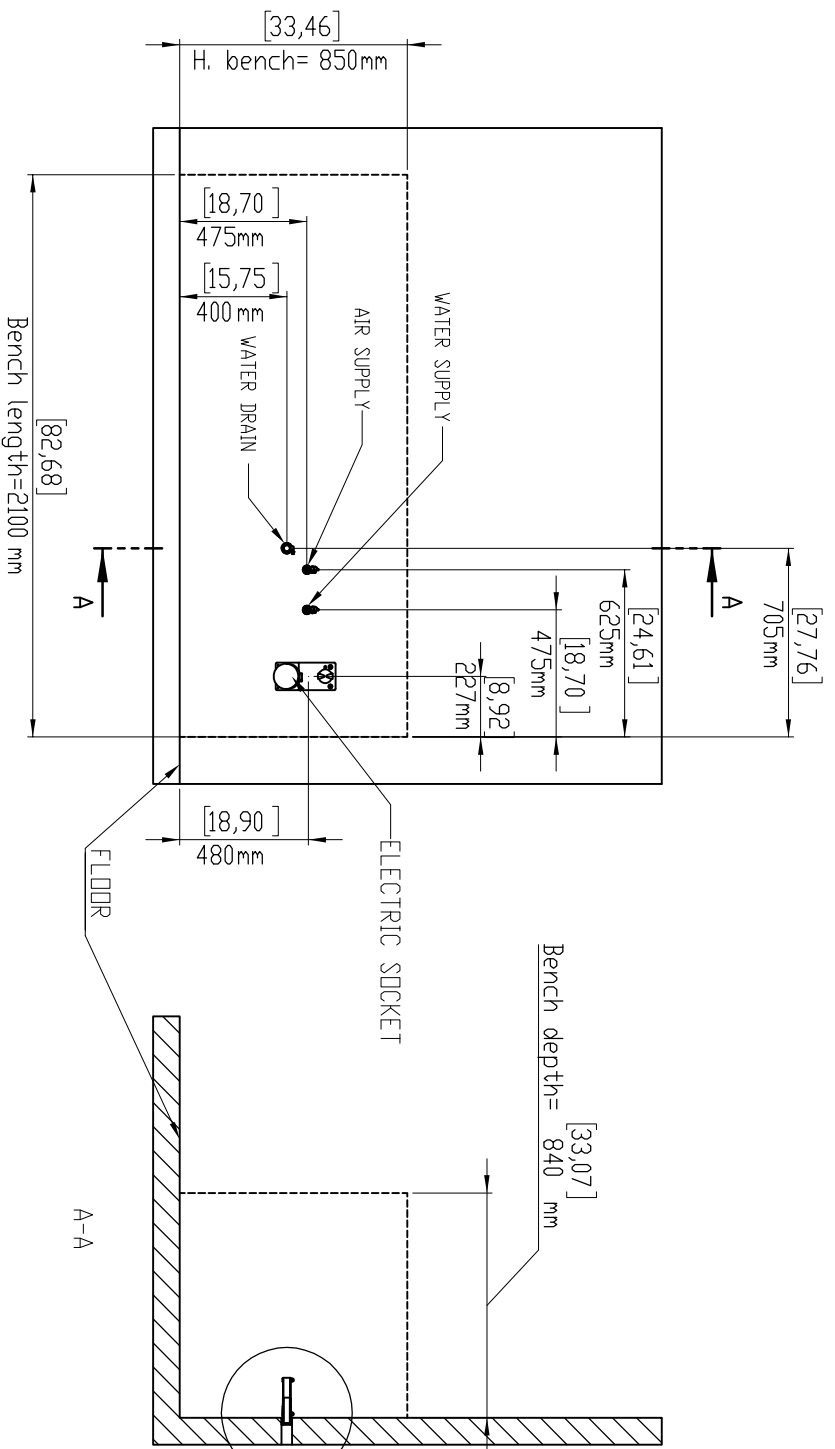 [33,46]
H. bench= 850mm
[18,70 ]
475mm
[15,75 ]
400 mm
WATER DRAIN
AIR SUPPLY
WATER SUPPLY
[82,68]
Bench length=2100 mm
A
A
[27,76]
705mm
[24,61]
625mm
[18,70 ]
475mm
[8,92]
227mm
[18,90 ]
480mm
ELECTRIC SOCKET
FLOOR
[33,07]
Bench depth= 840 mm
A-A